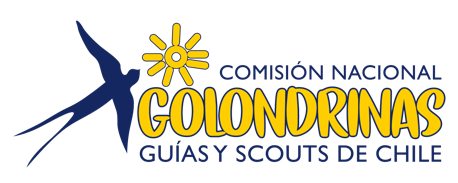 COMISIÓN NACIONAL
GOLONDRINAS
GUÍAS Y SCOUTS DE CHILE